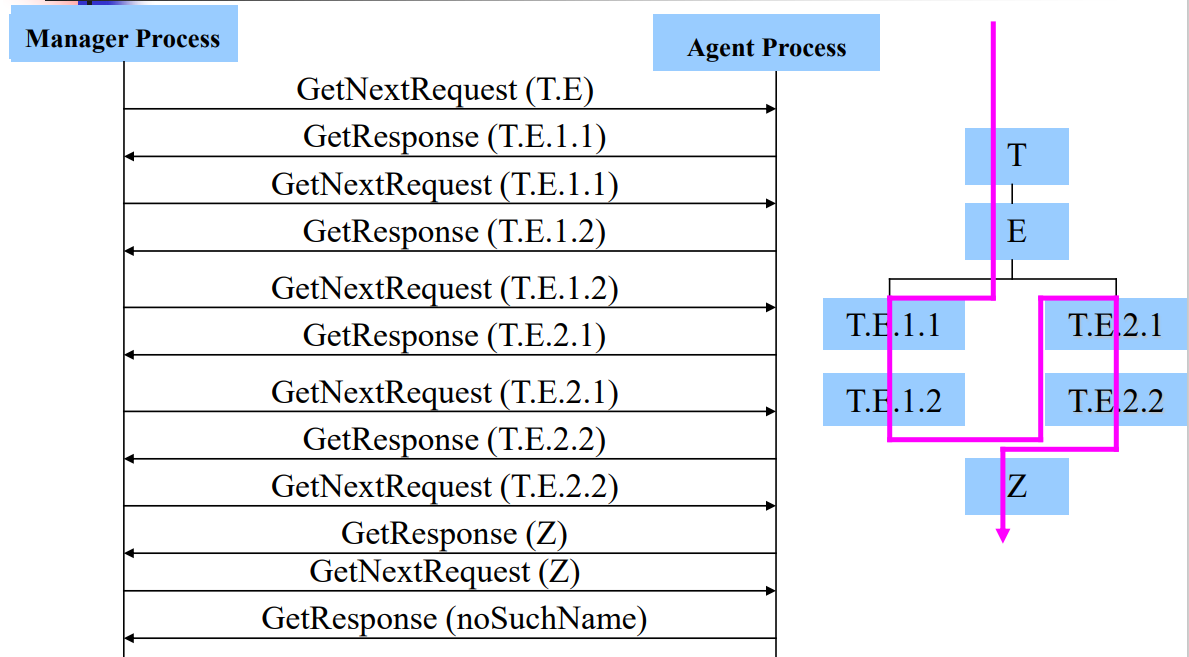 Manager Process
Agent Process
GetNextRequest (T.E)
GetResponse (T.E.1.1)
GetNextRequest (T.E.1.1)
GetResponse (T.E.1.2)
GetNextRequest (T.E.1.2)
GetResponse (T.E.2.1)
GetNextRequest (T.E.2.1)
GetResponse (T.E.2.2)
GetNextRequest (T.E.2.2)
GetResponse (Z)
GetNextRequest (Z)
GetResponse (noSuchName)
T
E
T.E.1.1
T.E.2.1
T.E.1.2
T.E.2.2
Z